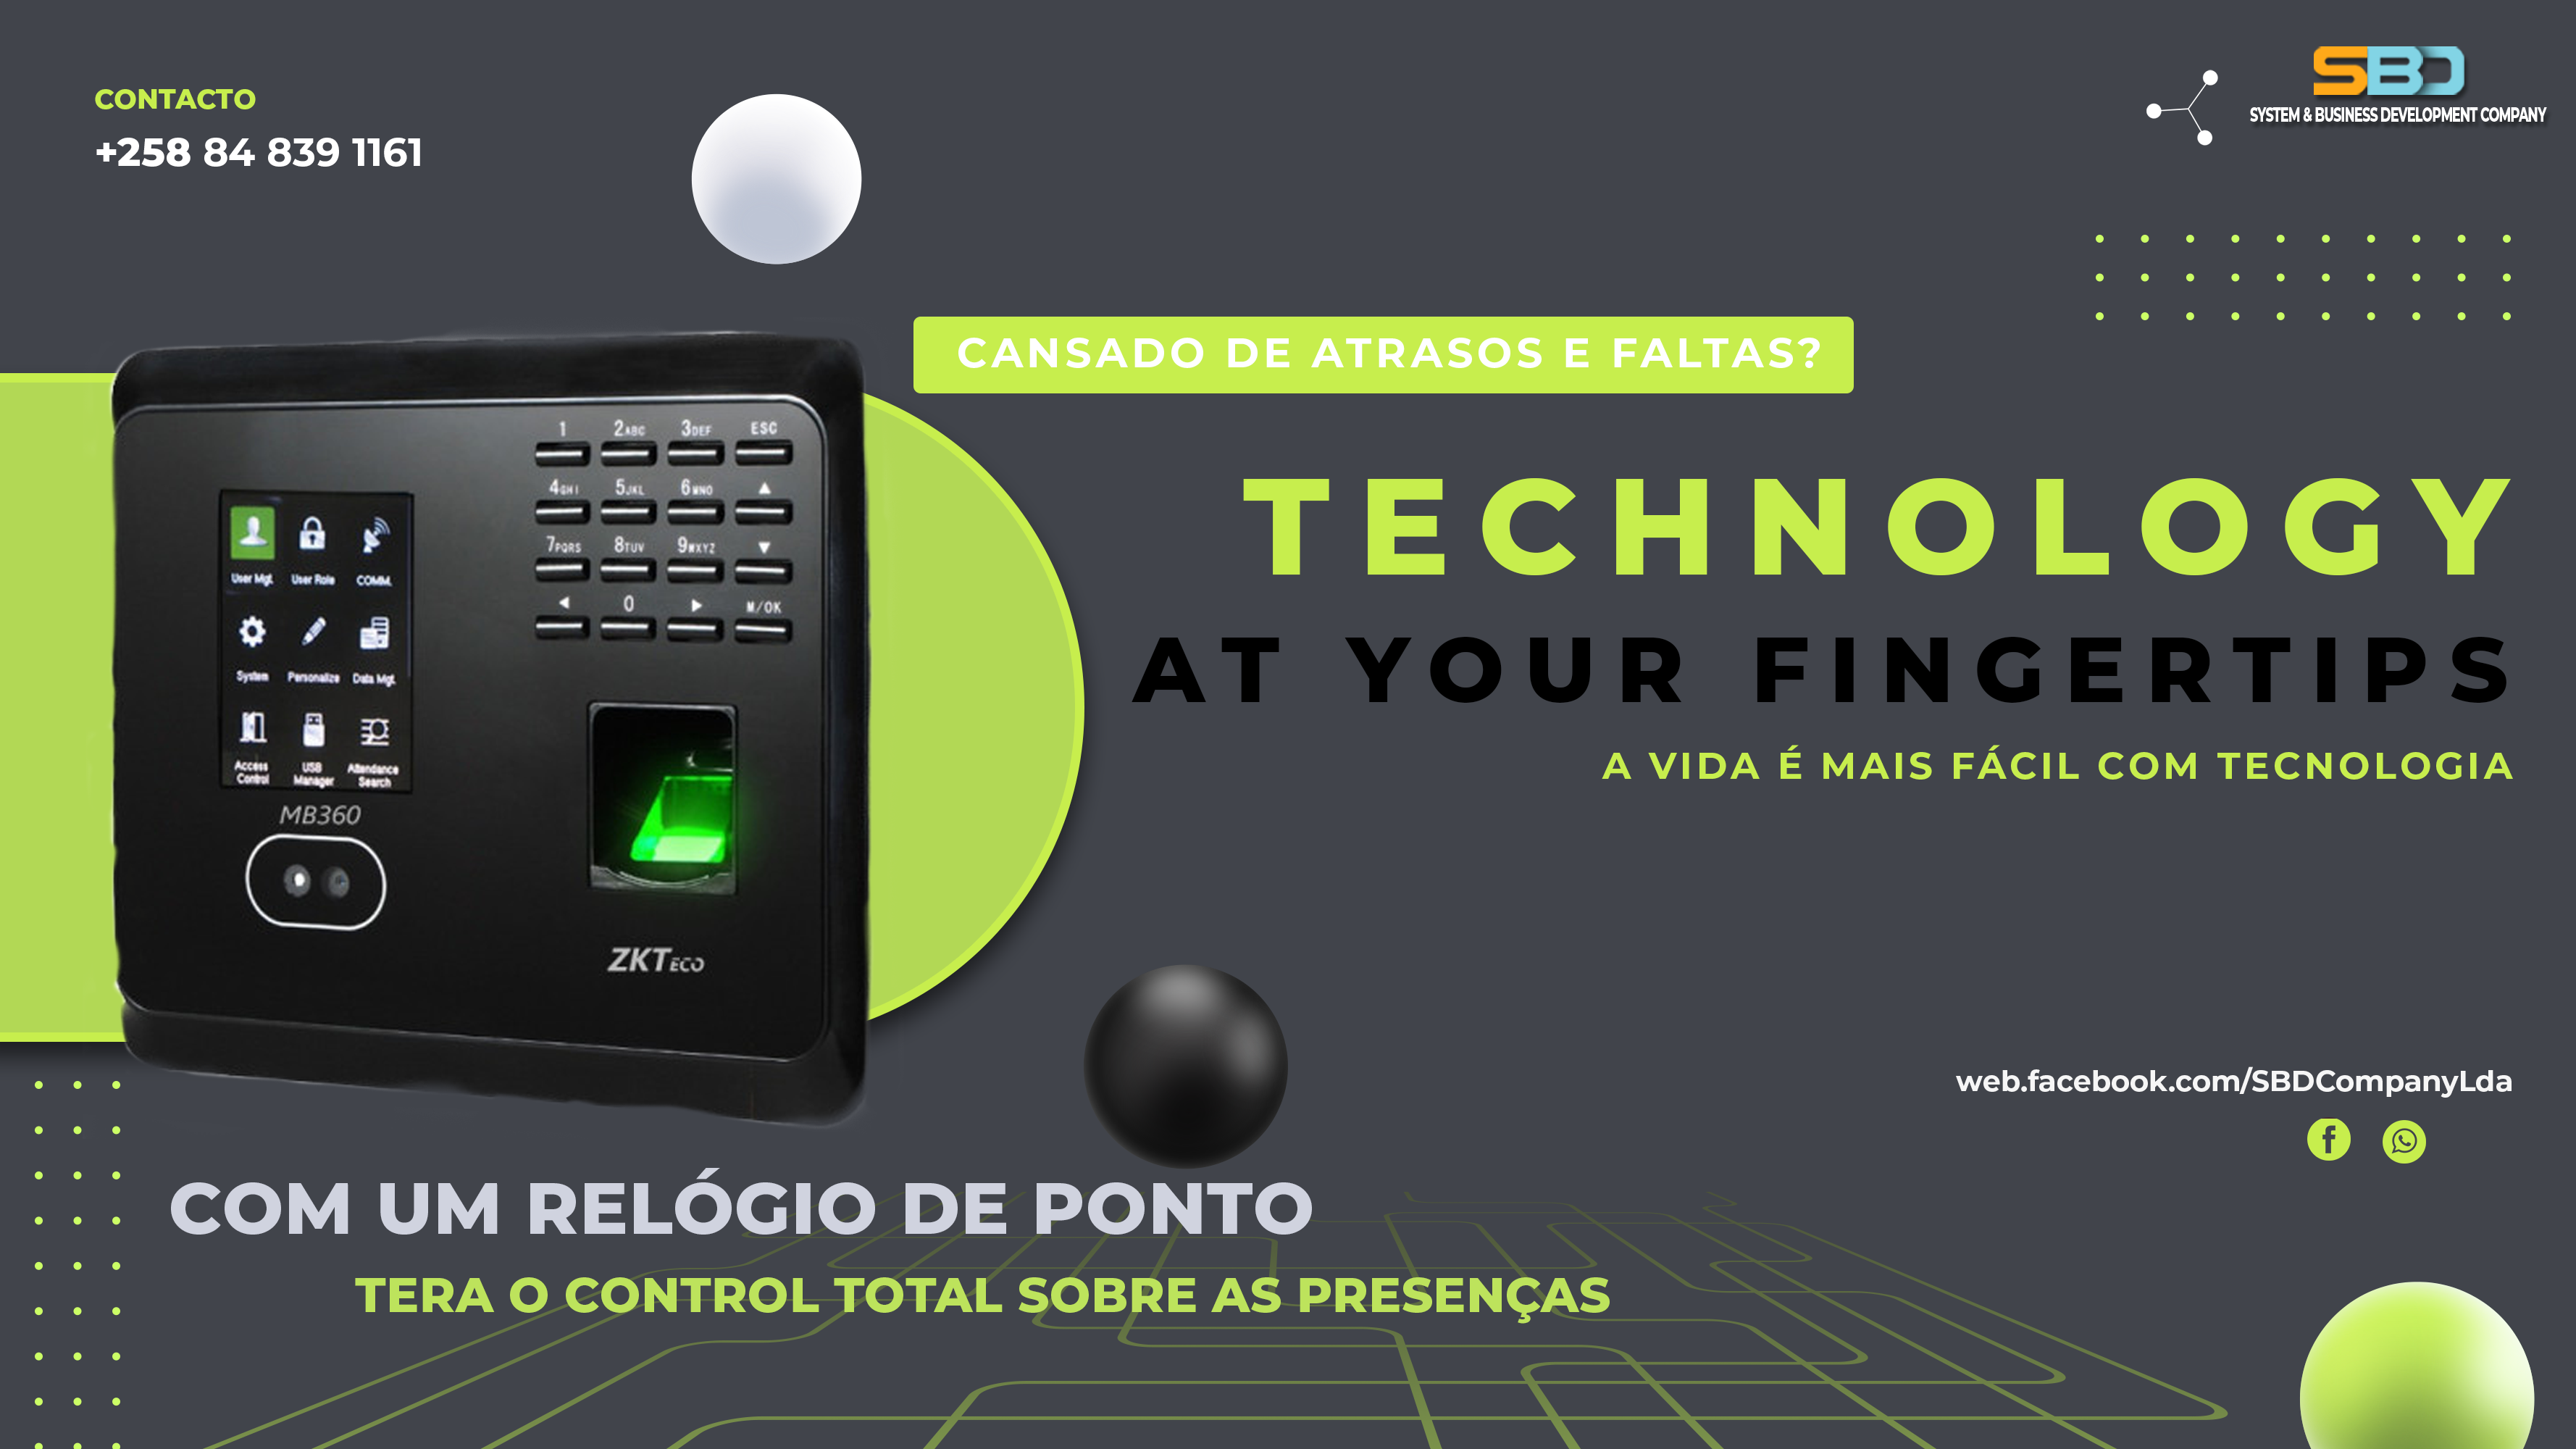 CONTACTO
+258 84 839 1161
SBD
SYSTEM & BUSINESS DEVELOPMENT COMPANY
CANSADO DE ATRASOS E FALTAS?
TECHNOLOGY
AT YOUR FINGERTIPS
A VIDA É MAIS FÁCIL COM TECNOLOGIA
1 2ABC 3DEF ESC
4GHI 5JKL 6MNO ▲
7PQRS 8TUV 9WXYZ ▼
◀ 0 ▶ M/OK
User Mgt. User Role COMM.
System Personalize Data Mgt.
Access Control USB Manager Attendance Search
MB360
ZKTECO
web.facebook.com/SBDCompanyLda
COM UM RELÓGIO DE PONTO
TERA O CONTROL TOTAL SOBRE AS PRESENÇAS